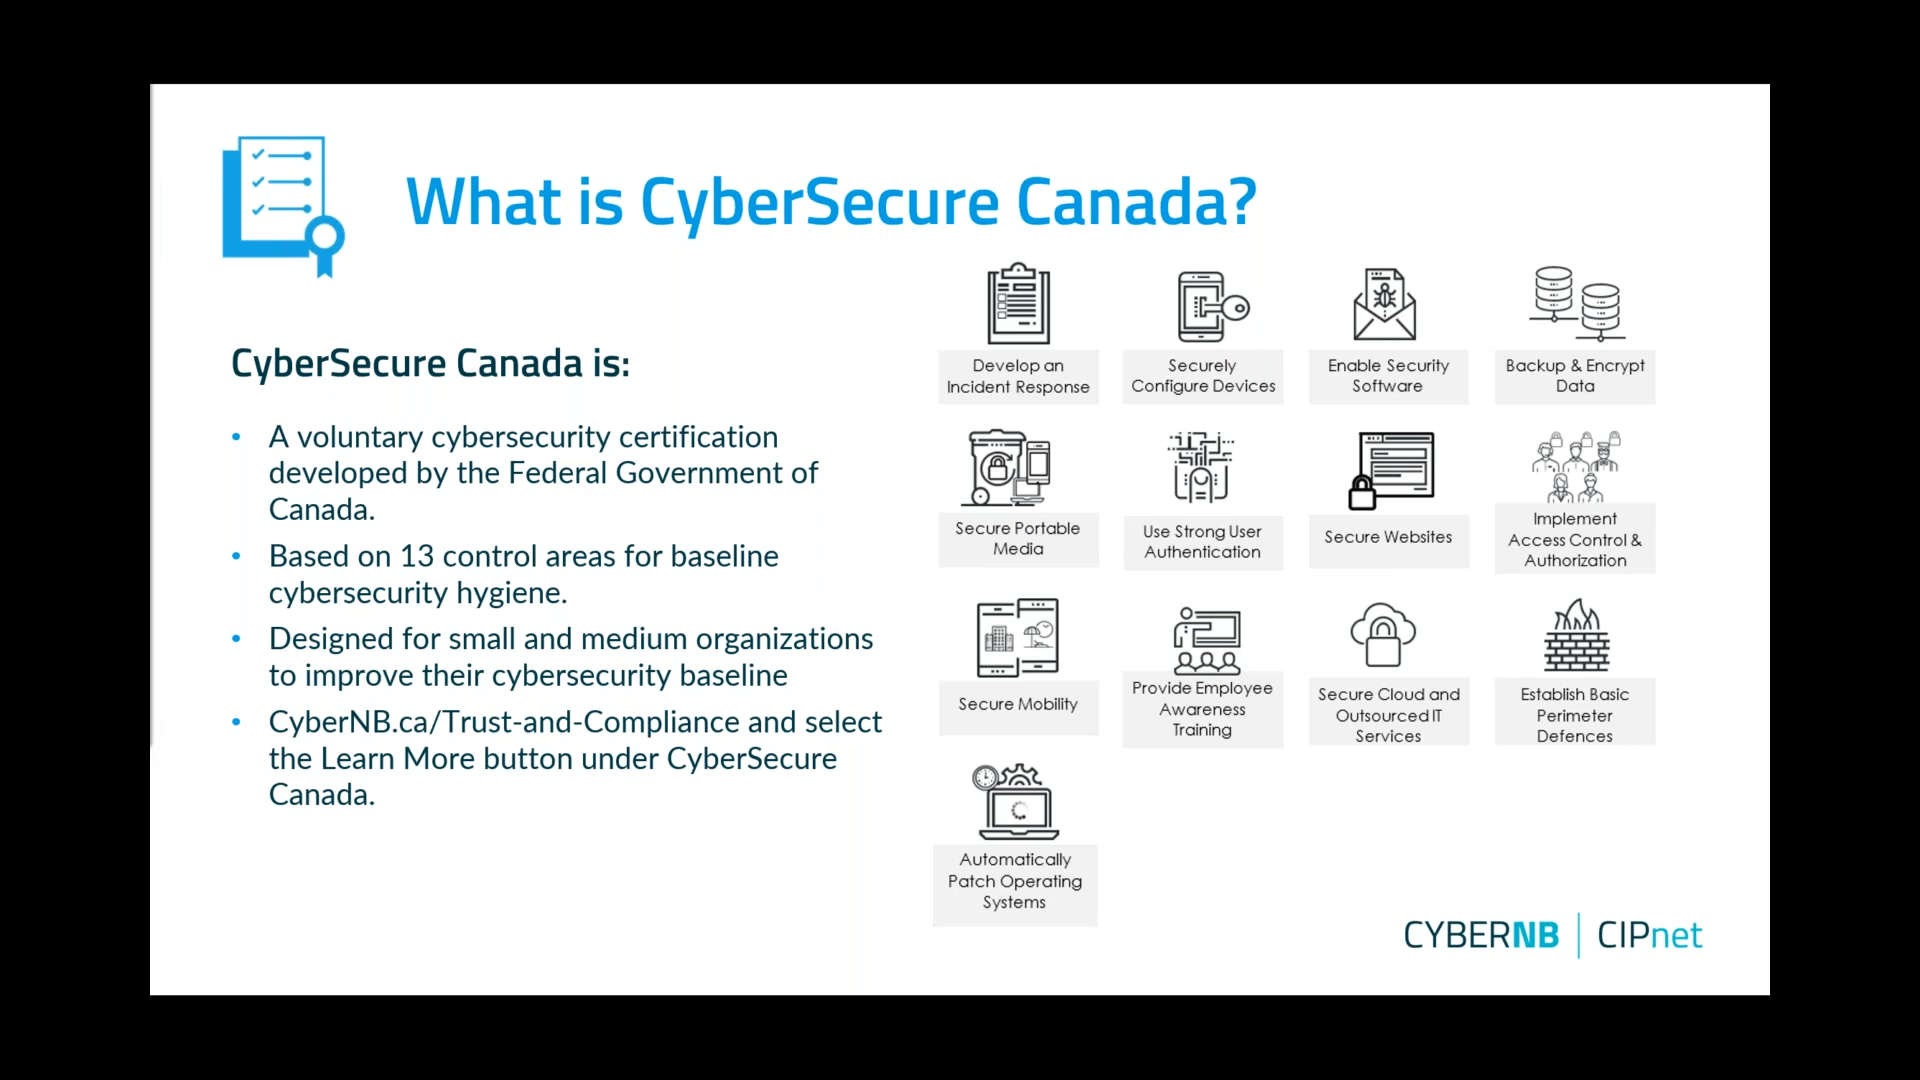 What is CyberSecure Canada?
CyberSecure Canada is:
• A voluntary cybersecurity certification
developed by the Federal Government of
Canada.
• Based on 13 control areas for baseline
cybersecurity hygiene.
• Designed for small and medium organizations
to improve their cybersecurity baseline
• CyberNB.ca/Trust-and-Compliance and select
the Learn More button under CyberSecure
Canada.
Develop an
Incident Response
Securely
Configure Devices
Enable Security
Software
Backup & Encrypt
Data
Secure Portable
Media
Use Strong User
Authentication
Secure Websites
Implement
Access Control &
Authorization
Secure Mobility
Provide Employee
Awareness
Training
Secure Cloud and
Outsourced IT
Services
Establish Basic
Perimeter
Defences
Automatically
Patch Operating
Systems
CYBERNB | CIPnet